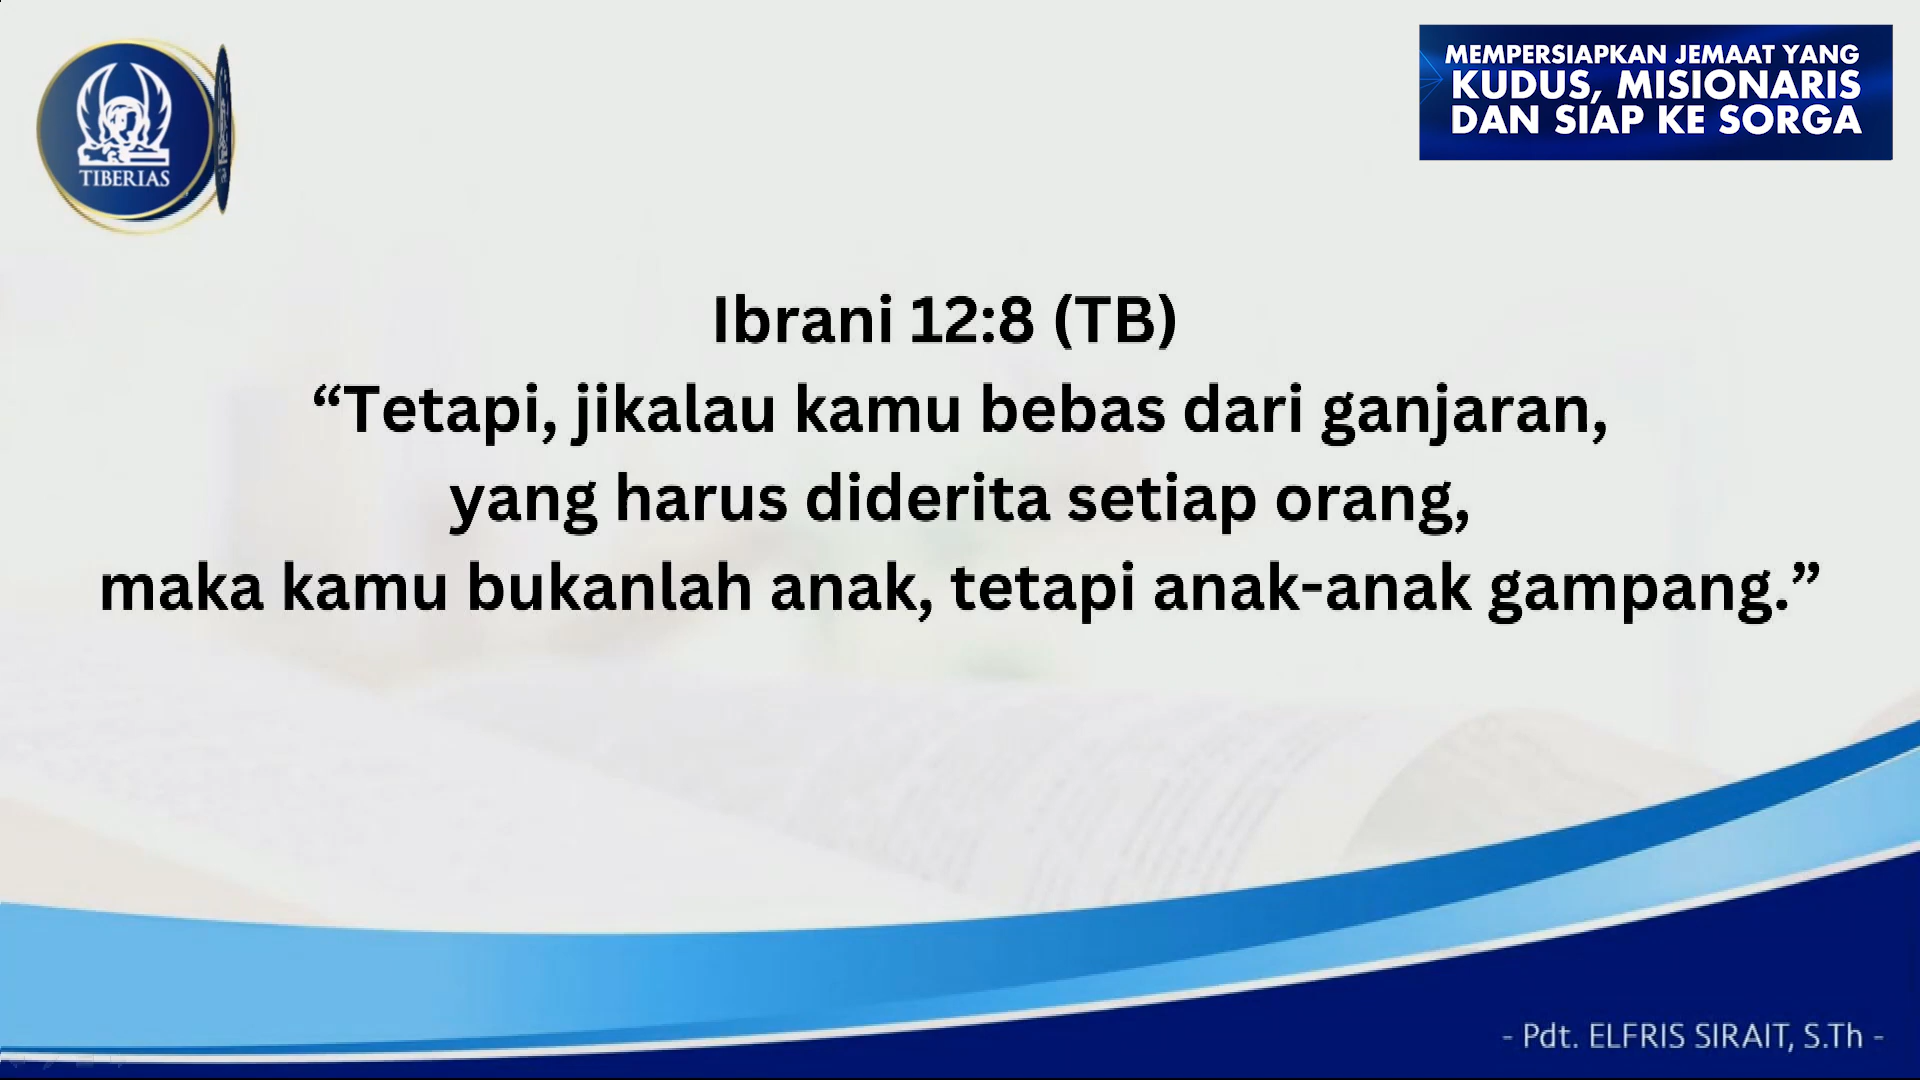 TIBERIAS
MEMPERSIAPKAN JEMAAT YANG
KUDUS, MISIONARIS
DAN SIAP KE SORGA
Ibrani 12:8 (TB)
“Tetapi, jikalau kamu bebas dari ganjaran,
yang harus diderita setiap orang,
maka kamu bukanlah anak, tetapi anak-anak gampang.”
- Pdt. ELFRIS SIRAIT, S.Th -